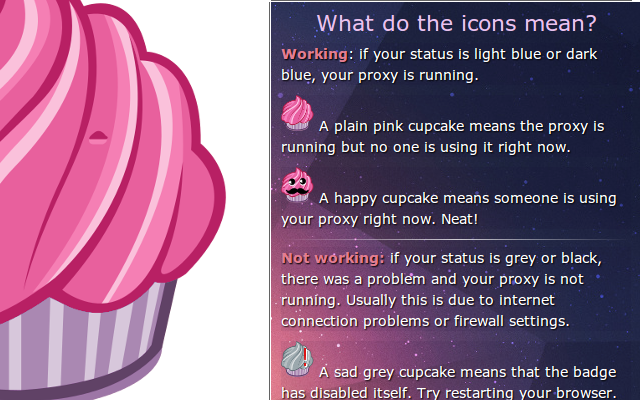 What do the icons mean?
Working: if your status is light blue or dark
blue, your proxy is running.
A plain pink cupcake means the proxy is
running but no one is using it right now.
A happy cupcake means someone is using
your proxy right now. Neat!
Not working: if your status is grey or black,
there was a problem and your proxy is not
running. Usually this is due to internet
connection problems or firewall settings.
A sad grey cupcake means that the badge
has disabled itself. Try restarting your browser.